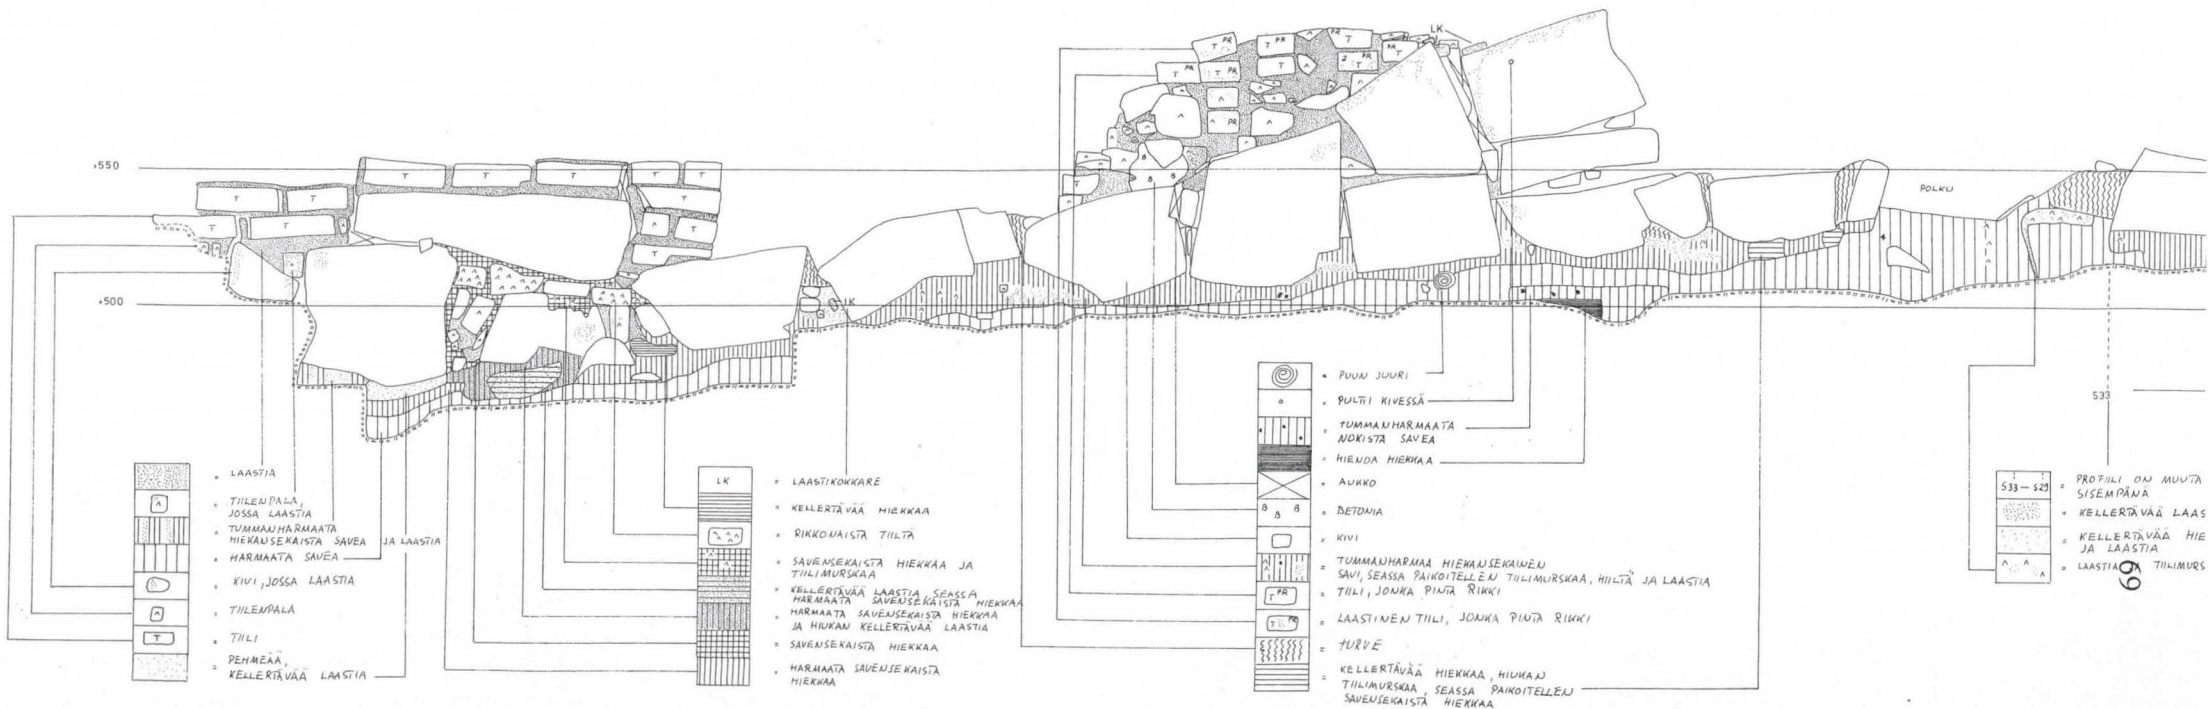 LK
+550
POLKU
+500
LK
S33
LAASTIA
TIILENPALA,
JOSSA LAASTIA
TUMMANHARMAATA
HIEKANSEKAISTA SAVEA JA LAASTIA
HARMAATA SAVEA
KIVI, JOSSA LAASTIA
TIILENPALA
T = TIILI
PEHMEÄÄ,
KELLERTÄVÄÄ LAASTIA
LK = LAASTIKOKKARE
= KELLERTÄVÄÄ HIEKKAA
= RIKKONAISTA TIILTÄ
= SAVENSEKAISTA HIEKKAA JA
TIILIMURSKAA
= KELLERTÄVÄÄ LAASTIA, SEASSA
HARMAATA SAVENSEKAISTA HIEKKAA
= HARMAATA SAVENSEKAISTA HIEKKAA
JA HIUKAN KELLERTÄVÄÄ LAASTIA
= SAVENSEKAISTA HIEKKAA
= HARMAATA SAVENSEKAISTA
HIEKKAA
= PUUN JUURI
= PULTTI KIVESSÄ
= TUMMANHARMAATA
NOKISTA SAVEA
= HIENOA HIEKKAA
= AUKKO
= BETONIA
= KIVI
= TUMMANHARMAA HIEKANSEKAINEN
SAVI, SEASSA PAIKOITELLEN TIILIMURSKAA, HIILTÄ JA LAASTIA
T PR = TIILI, JONKA PINTA RIKKI
T PR = LAASTINEN TIILI, JONKA PINTA RIKKI
= TURVE
= KELLERTÄVÄÄ HIEKKAA, HIUKAN
TIILIMURSKAA, SEASSA PAIKOITELLEN
SAVENSEKAISTA HIEKKAA
S33 — S29 = PROFIILI ON MUUTA
SISEMPÄNÄ
= KELLERTÄVÄÄ LAAS
= KELLERTÄVÄÄ HIE
JA LAASTIA
= LAASTIA TIILIMURS
69